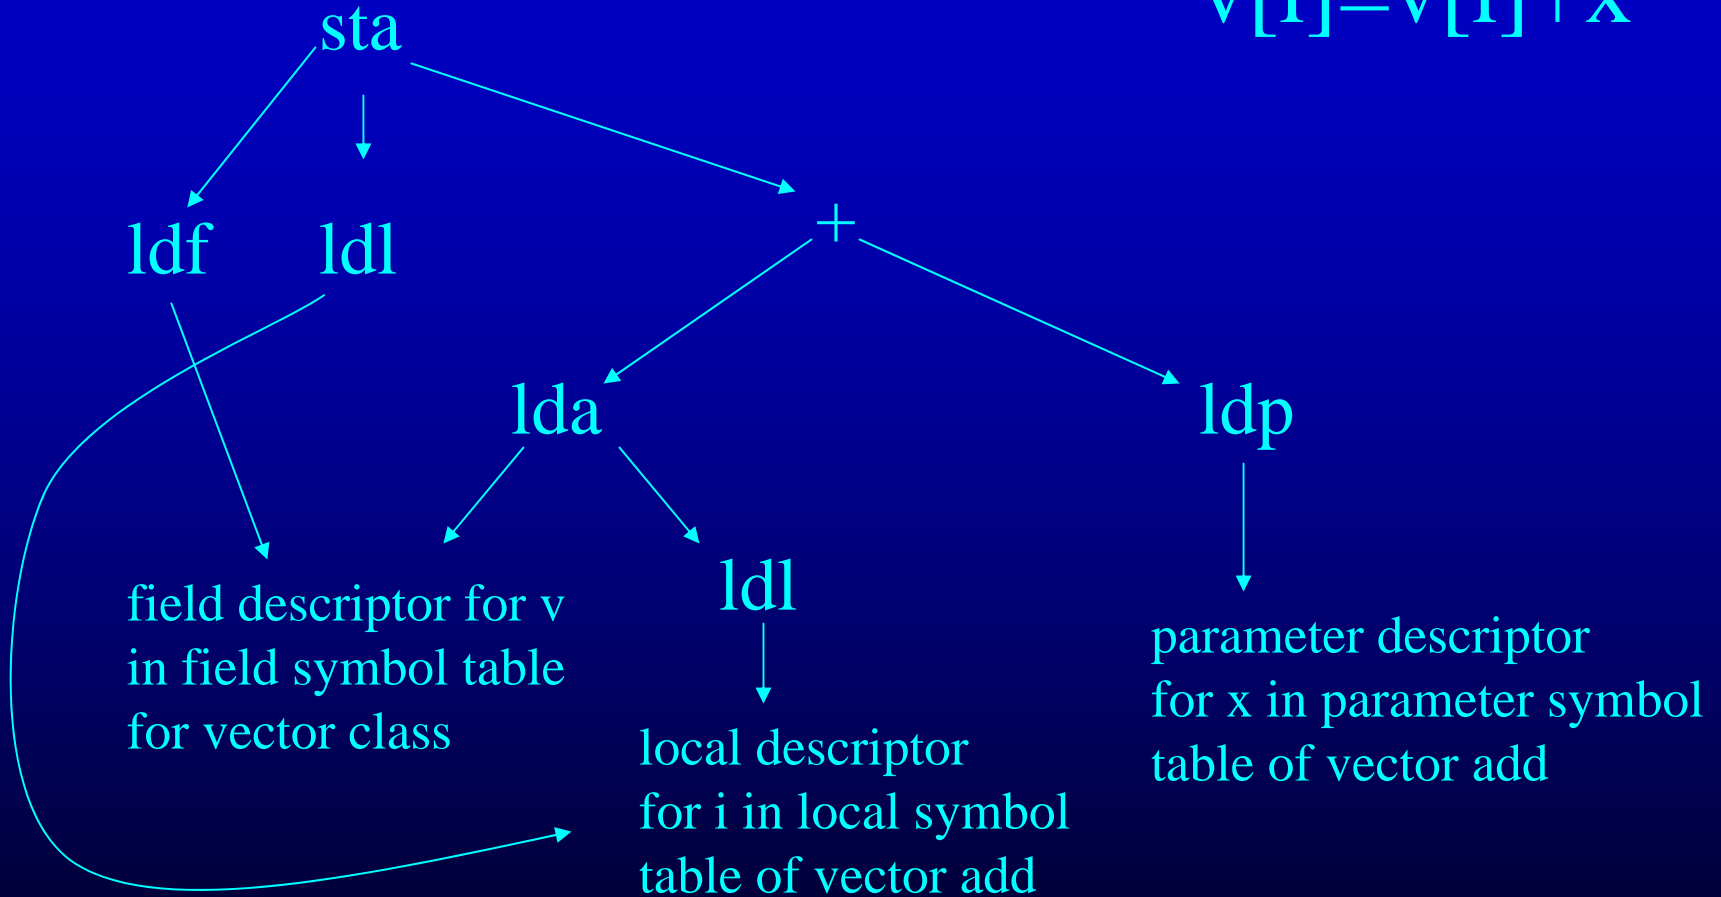 v[i]=v[i]+x
sta
ldf
ldl
+
lda
ldp
field descriptor for v
in field symbol table
for vector class
ldl
local descriptor
for i in local symbol
table of vector add
parameter descriptor
for x in parameter symbol
table of vector add